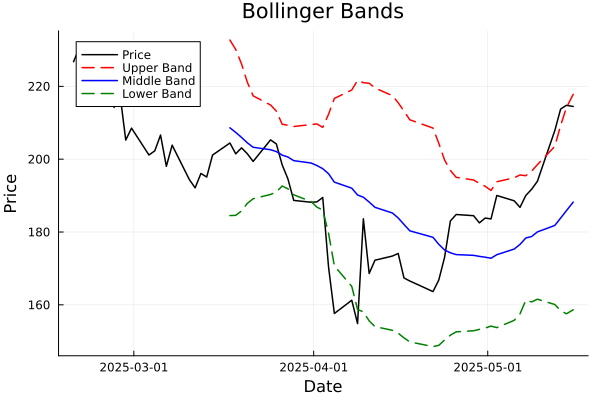 Bollinger Bands
Price
Upper Band
Middle Band
Lower Band
220
200
180
160
Price
2025-03-01
2025-04-01
2025-05-01
Date